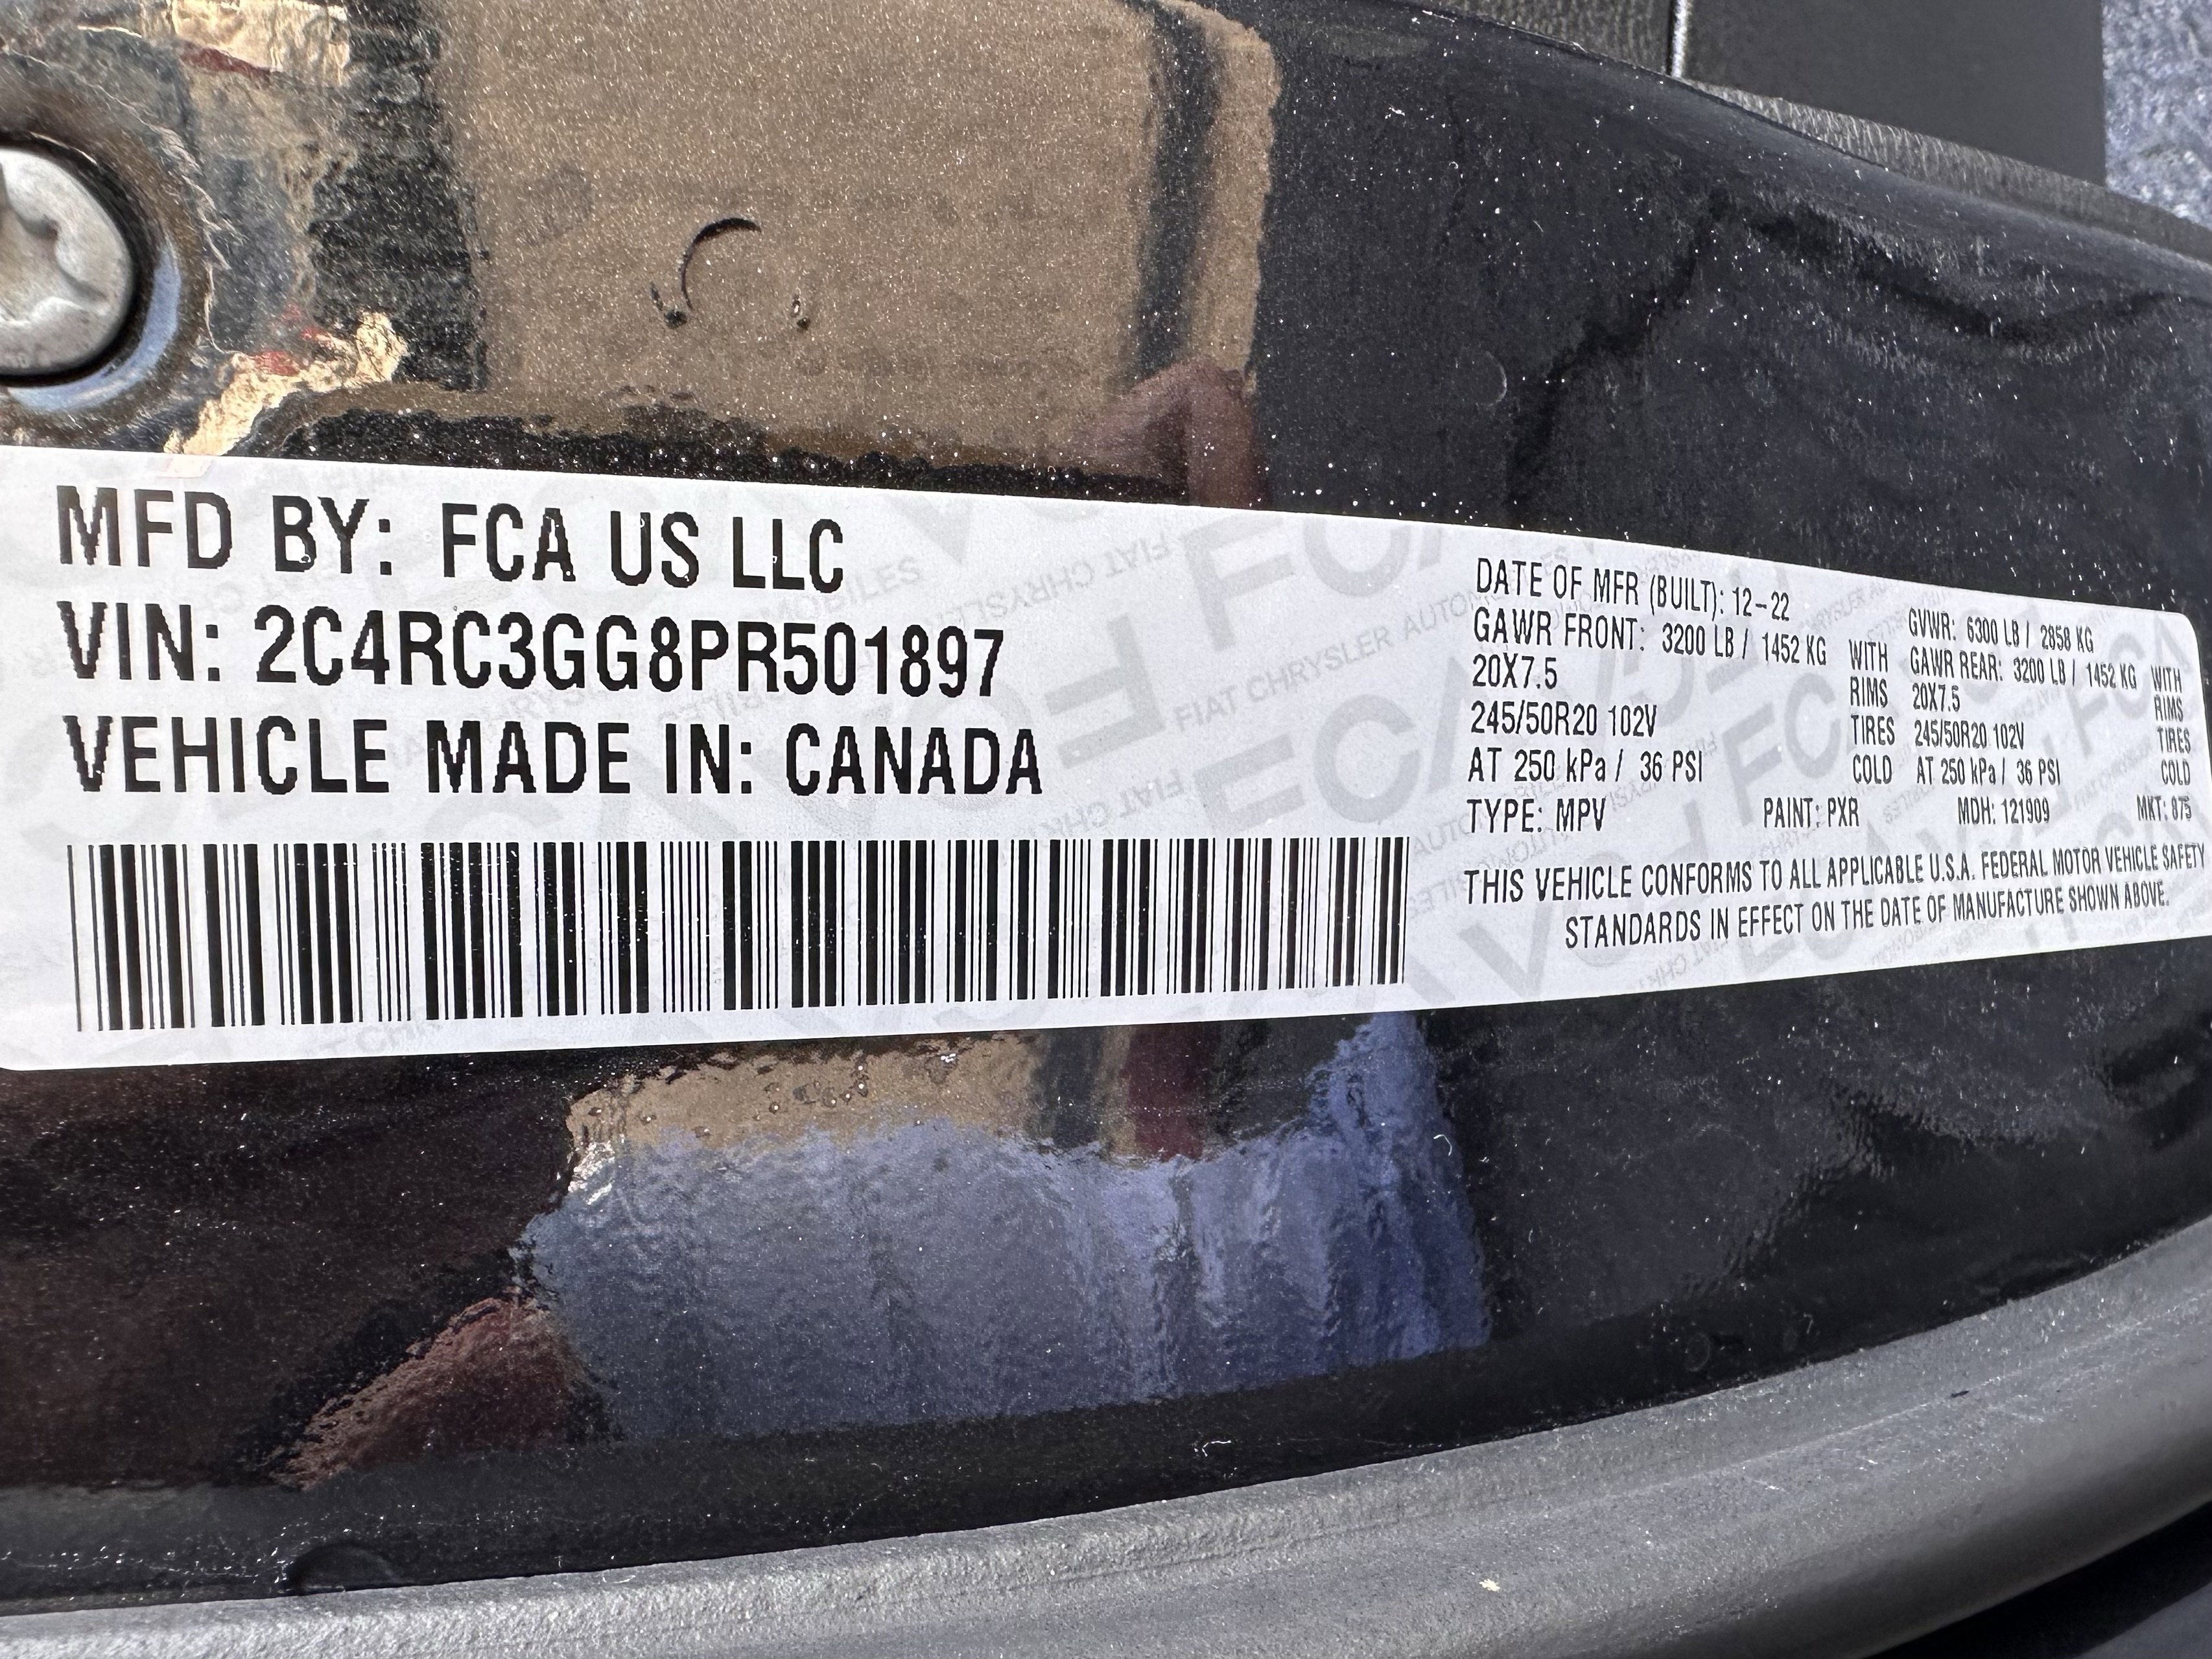 MFD BY: FCA US LLC
VIN: 2C4RC3GG8PR501897
VEHICLE MADE IN: CANADA
DATE OF MFR (BUILT): 12-22 GVWR: 6300 LB / 2858 KG
GAWR FRONT: 3200 LB / 1452 KG WITH GAWR REAR: 3200 LB / 1452 KG WITH
20X7.5 RIMS 20X7.5 RIMS
245/50R20 102V TIRES 245/50R20 102V TIRES
AT 250 kPa / 36 PSI COLD AT 250 kPa / 36 PSI COLD
TYPE: MPV PAINT: PXR MDH: 121909 MKT: 875
THIS VEHICLE CONFORMS TO ALL APPLICABLE U.S.A. FEDERAL MOTOR VEHICLE SAFETY
STANDARDS IN EFFECT ON THE DATE OF MANUFACTURE SHOWN ABOVE.
FCA
FIAT CHRYSLER AUTOMOBILES